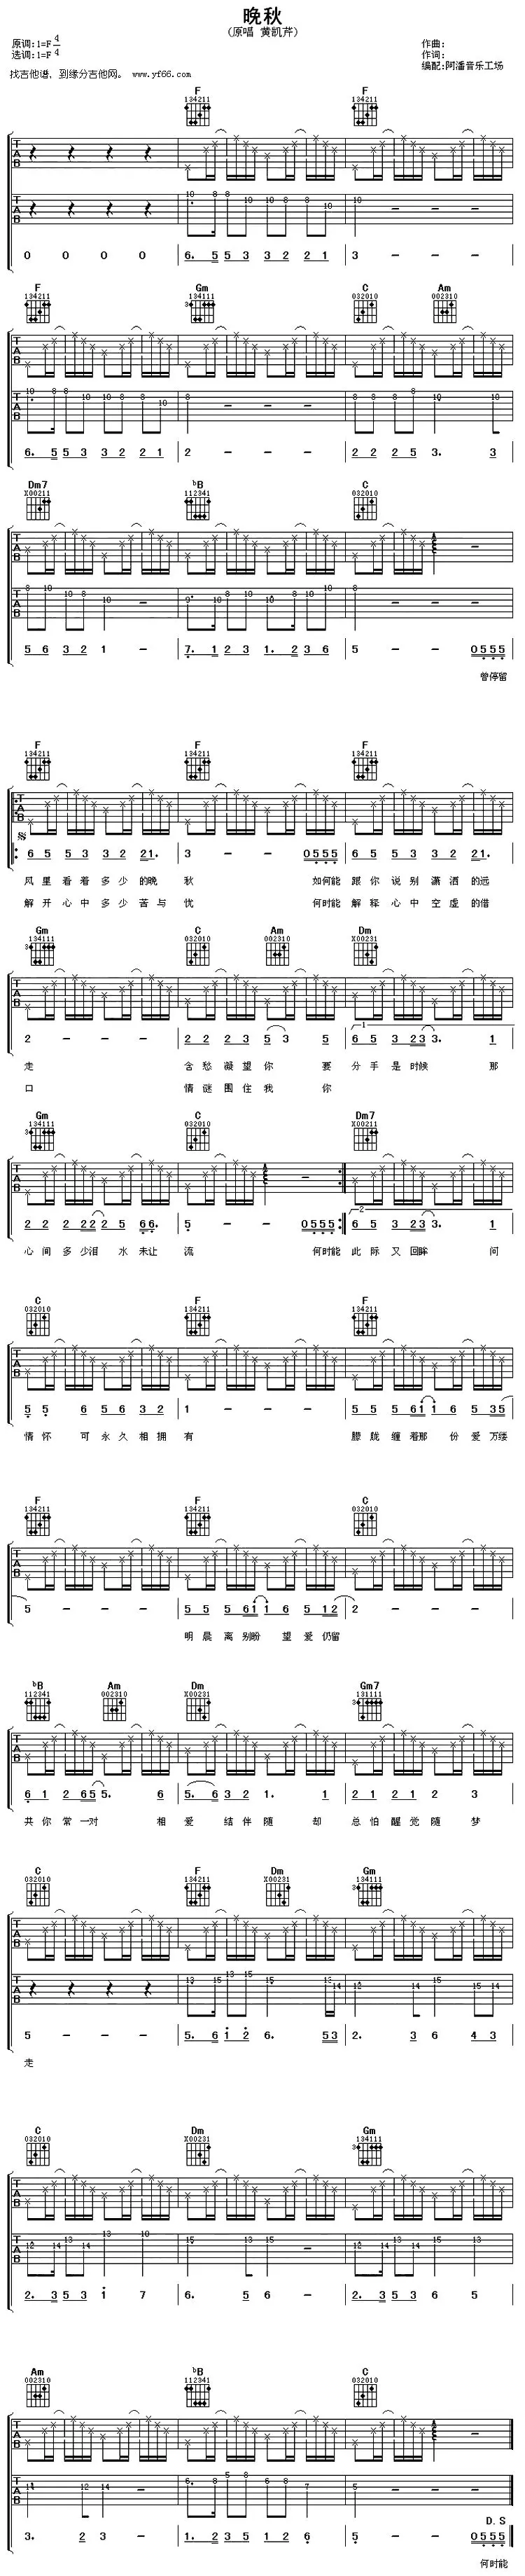 晚秋
(原唱 黄凯芹)
原调:1=F 4/4
选调:1=F 4/4
作曲:
作词:
编配:阿潘音乐工场
找吉他谱，到缘分吉他网。 www.yf66.com
F F
134211 134211
0 0 0 0 6. 5 5 3 3 2 2 1 3 - - -
F Gm C Am
134211 134111 032010 002310
6. 5 5 3 3 2 2 1 2 - - - 2 2 2 5 3. 3
Dm7 ♭B C
X00211 112341 032010
5 6 3 2 1 - 7. 1 2 3 1. 2 3 6 5 - - 0 5 5 5
曾停留
F F F
134211 134211 134211
6 5 5 3 3 2 2 1. 3 - - 0 5 5 5 6 5 5 3 3 2 2 1.
风里看着多少的晚 秋 如何能 跟你说别潇洒的远
解开心中多少苦与 忧 何时能 解释心中空虚的借
Gm C Am Dm
134111 032010 002310 X00231
2 - - - 2 2 2 3 5 3 5 6 5 3 2 3 3. 1
走 含愁凝望你 要 分手是时候 那
口 情谜围住我 你
Gm C Dm7
134111 032010 X00211
2 2 2 2 2 2 5 6 6. 5 - - 0 5 5 5 6 5 3 2 3 3. 1
心间多少泪 水未让 流 何时能 此际又回眸 问
C F F
032010 134211 134211
5 5. 6 5 6 3 2 1 - - - 5 5 5 6 1 1 6 5 3 5
情怀 可永久相拥 有 朦胧缠着那 份爱万缕
F F C
134211 134211 032010
5 - - - 5 5 5 6 1 1 6 5 1 2 2 - - -
明晨离别盼 望爱仍留
♭B Am Dm Gm7
112341 002310 X00231 131111
6 1 2 6 5 5. 6 5. 6 3 2 1. 1 2 1 2 1 2 3
共你常一对 相 爱 结伴随 却 总怕醒觉随梦
C F Dm Gm
032010 134211 X00231 134111
5 - - - 5. 6 1 2 6. 5 3 2. 3 6 4 3
走
C Dm Gm
032010 X00231 134111
2. 3 5 3 1 7 6. 5 6 - 2. 3 5 3 6 5
Am ♭B C
002310 112341 032010
D.S
3. 2 3 - 1. 2 3 5 1 2 6 5 - - 0 5 5 5
何时能